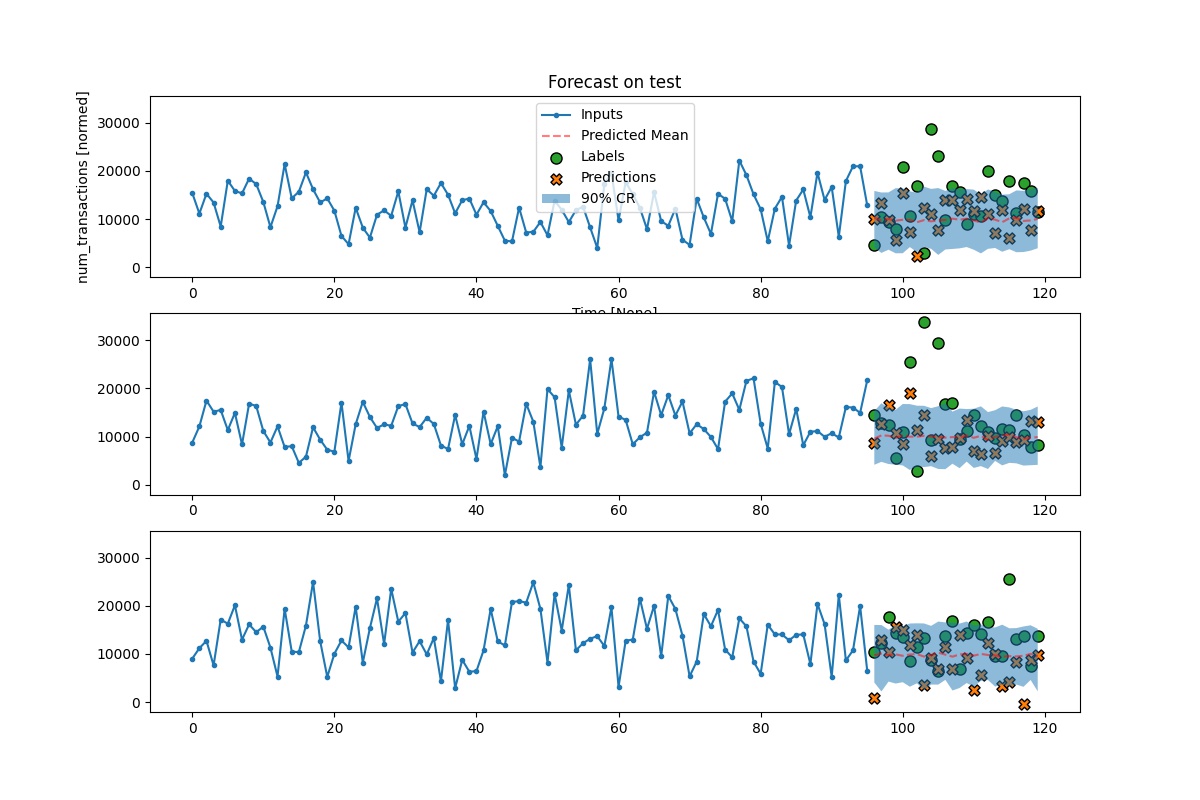 Forecast on test
num_transactions [normed]
30000
20000
10000
0
Inputs
Predicted Mean
Labels
Predictions
90% CR
0 20 40 60 80 100 120
Time [None]
30000
20000
10000
0
0 20 40 60 80 100 120
30000
20000
10000
0
0 20 40 60 80 100 120